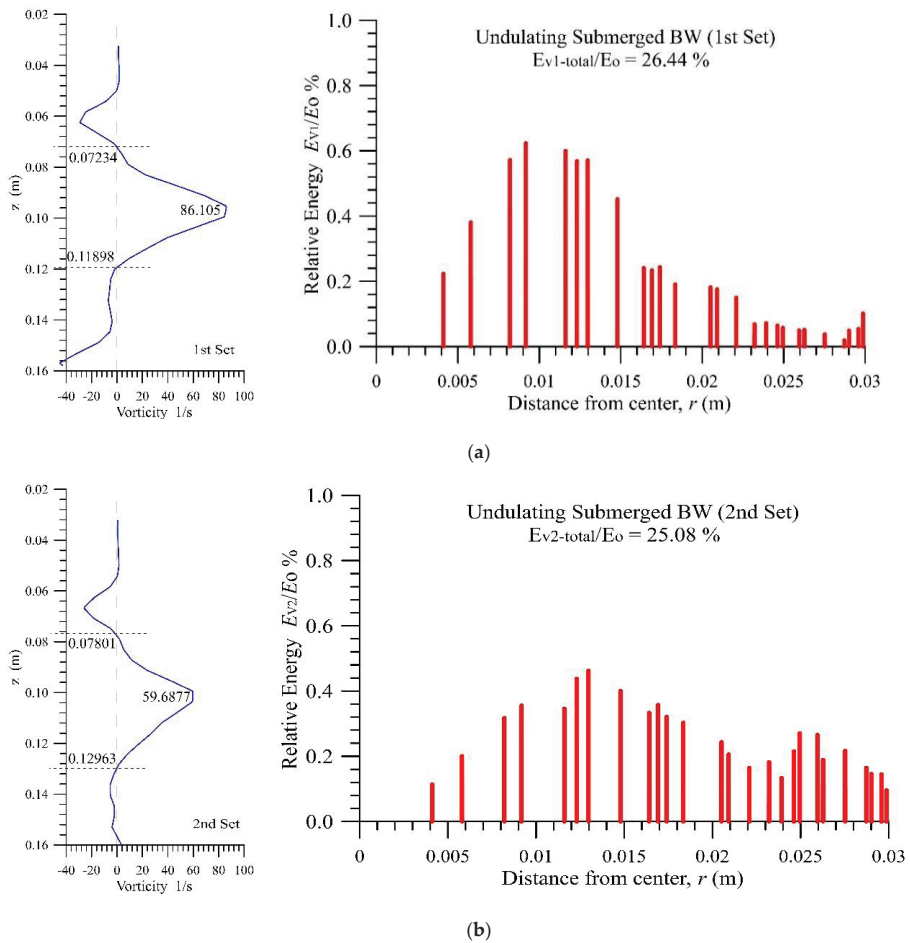 0.02
0.04
0.06
0.08
0.10
0.12
0.14
0.16
z (m)
0.07234
86.105
0.11898
1st Set
-40 -20 0 20 40 60 80 100
Vorticity 1/s
Undulating Submerged BW (1st Set)
Ev1-total/Eo = 26.44 %
1.0
0.8
0.6
0.4
0.2
0.0
Relative Energy Ev1/Eo %
0 0.005 0.01 0.015 0.02 0.025 0.03
Distance from center, r (m)
(a)
0.02
0.04
0.06
0.08
0.10
0.12
0.14
0.16
z (m)
0.07801
59.6877
0.12963
2nd Set
-40 -20 0 20 40 60 80 100
Vorticity 1/s
Undulating Submerged BW (2nd Set)
Ev2-total/Eo = 25.08 %
1.0
0.8
0.6
0.4
0.2
0.0
Relative Energy Ev2/Eo %
0 0.005 0.01 0.015 0.02 0.025 0.03
Distance from center, r (m)
(b)